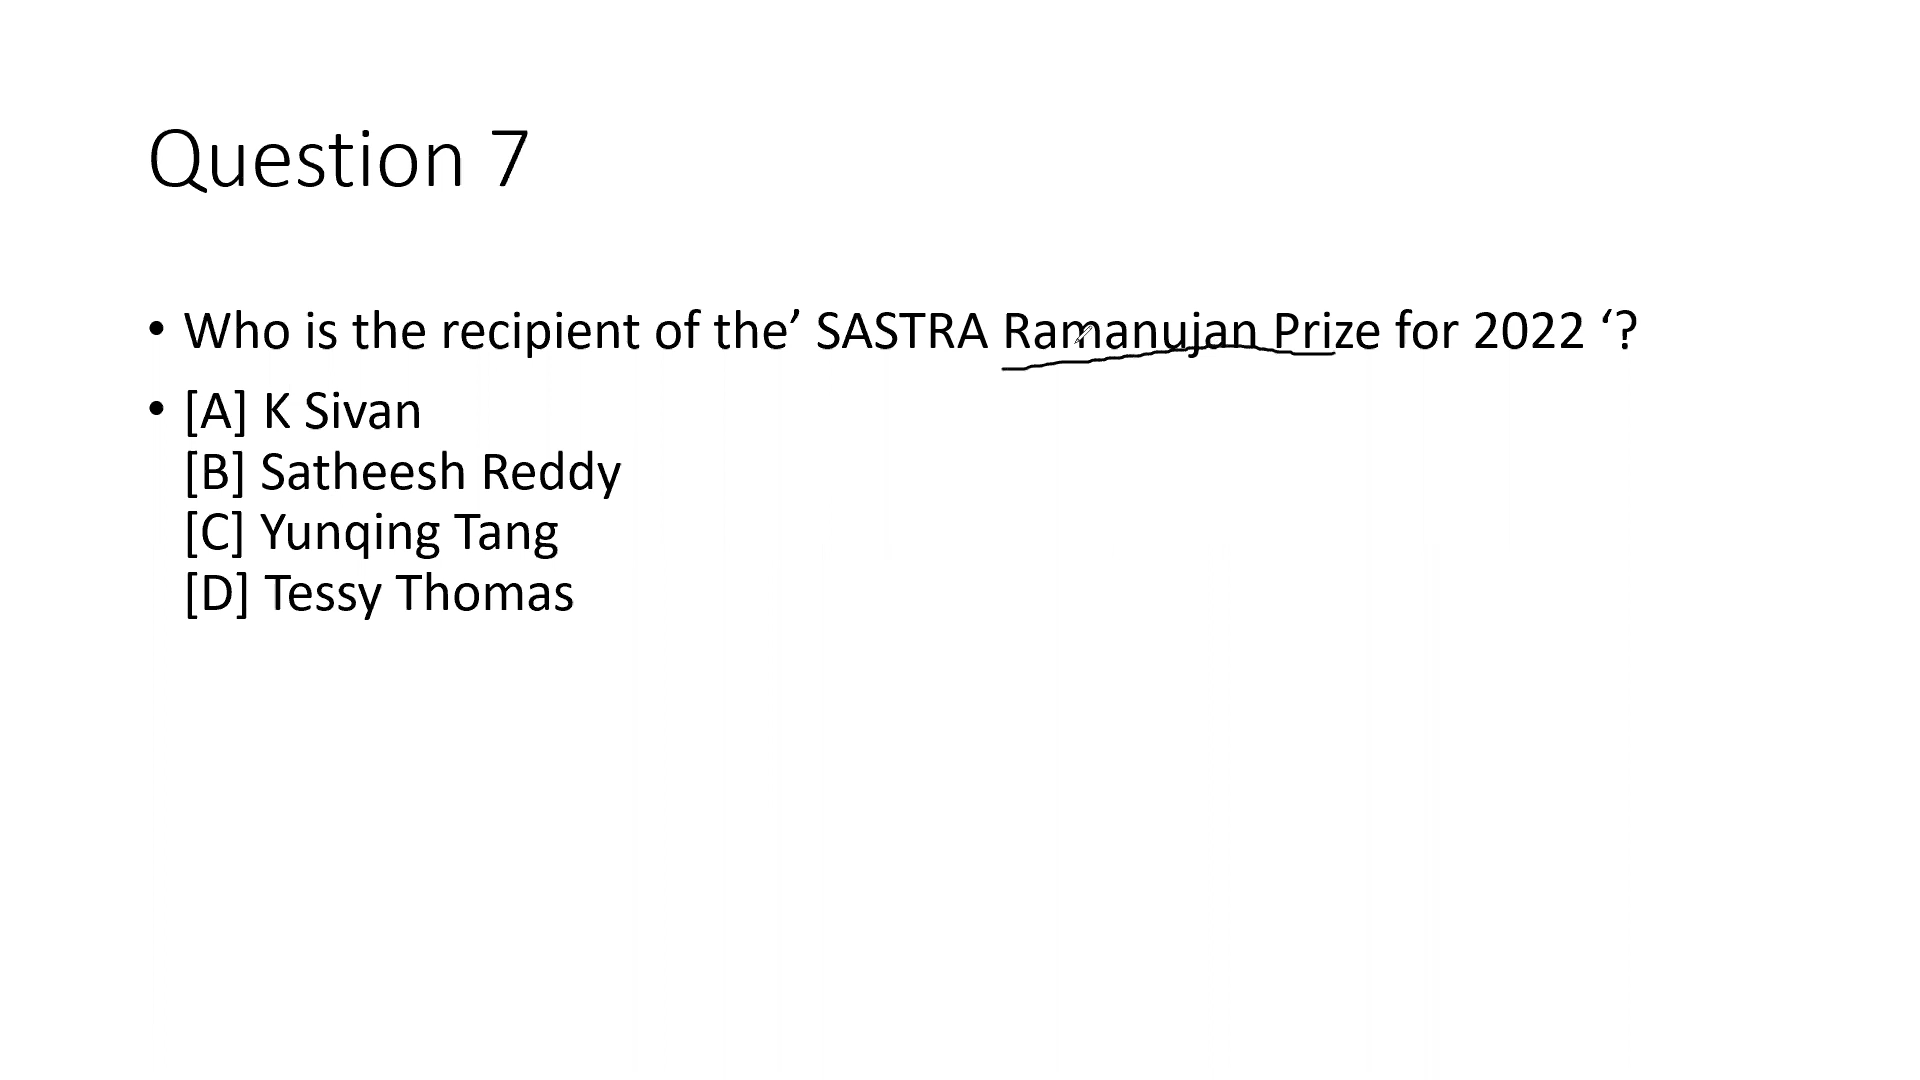 Question 7
• Who is the recipient of the’ SASTRA Ramanujan Prize for 2022 ‘?
• [A] K Sivan
[B] Satheesh Reddy
[C] Yunqing Tang
[D] Tessy Thomas